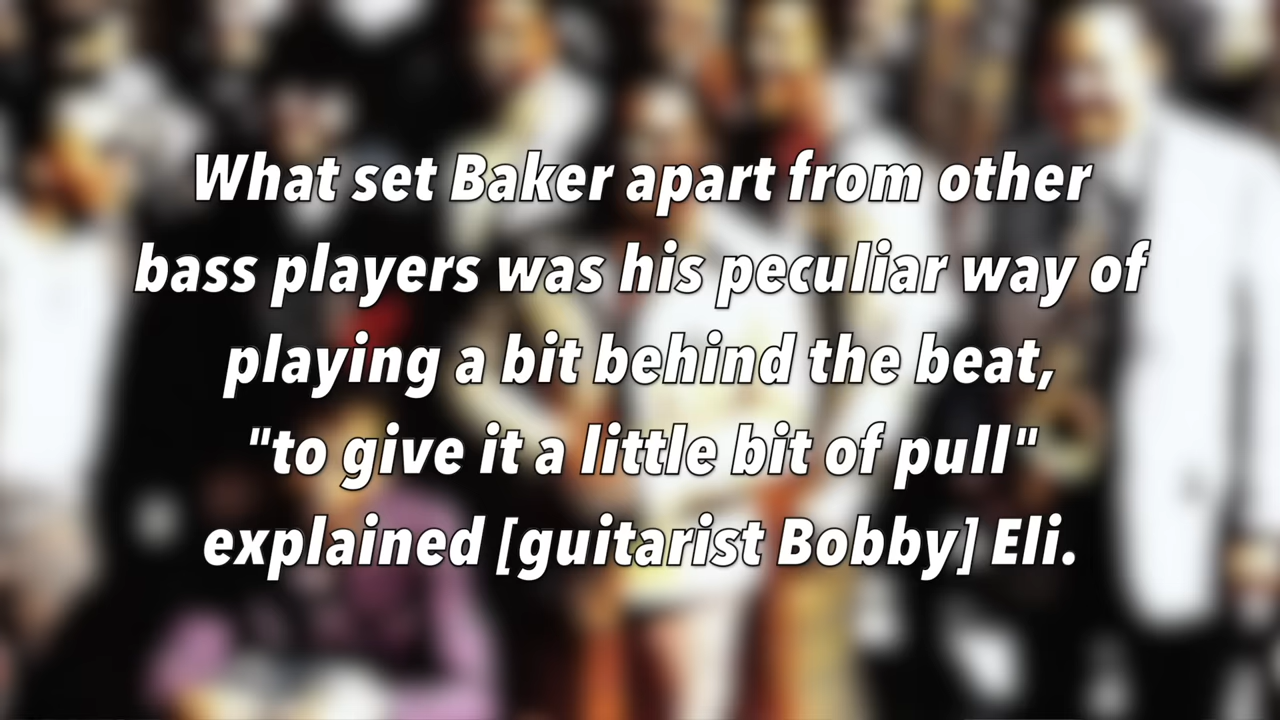 What set Baker apart from other
bass players was his peculiar way of
playing a bit behind the beat,
"to give it a little bit of pull"
explained [guitarist Bobby] Eli.